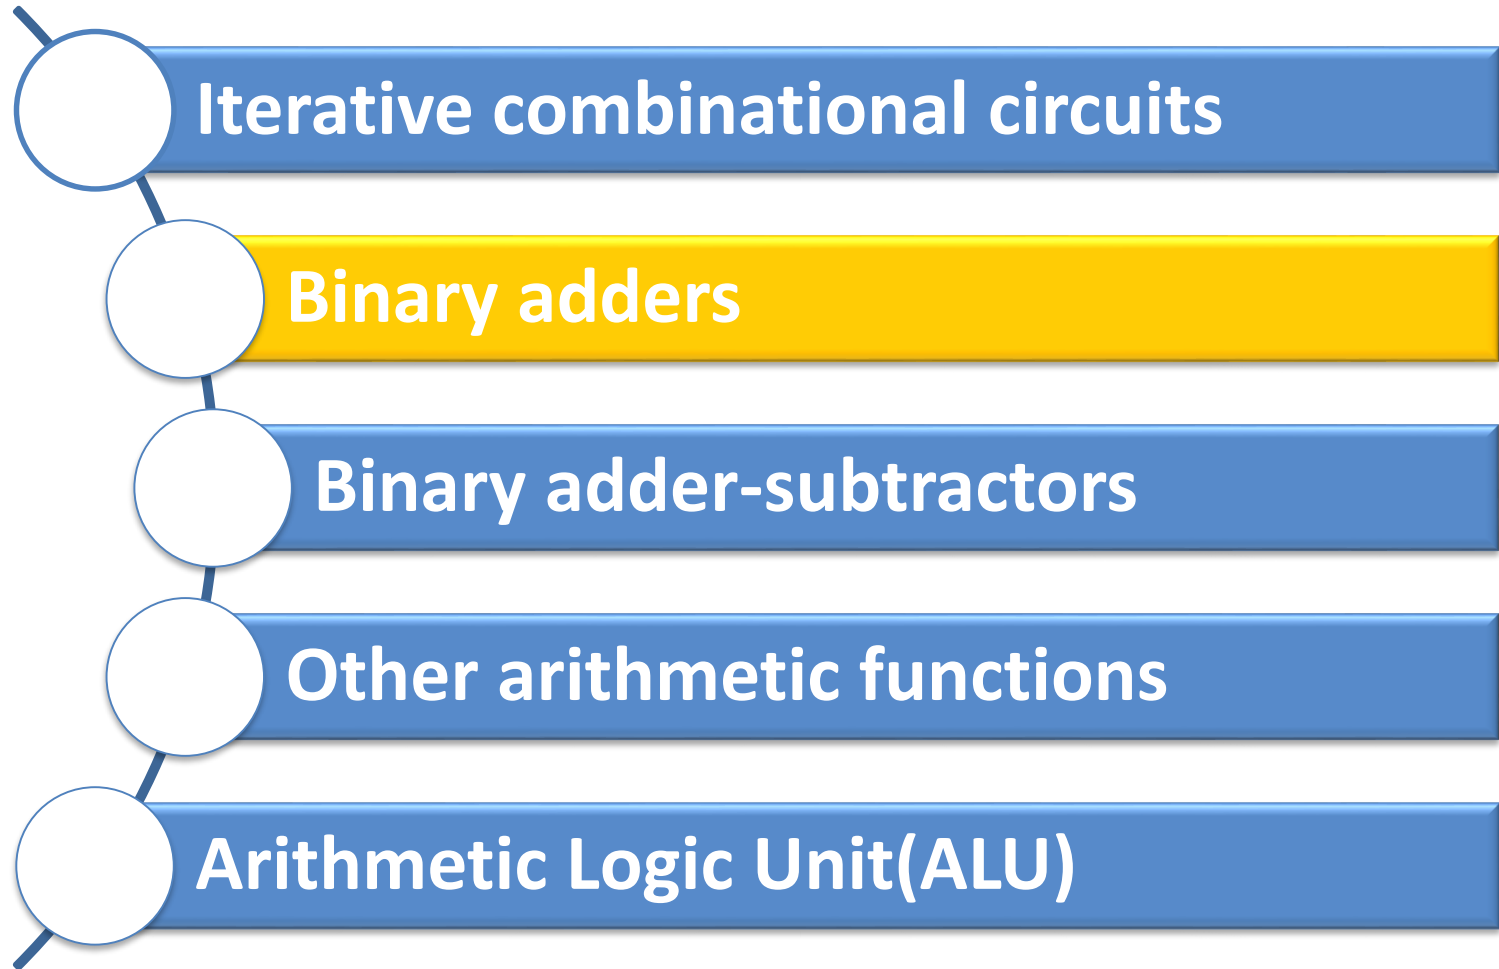 Iterative combinational circuits
Binary adders
Binary adder-subtractors
Other arithmetic functions
Arithmetic Logic Unit(ALU)